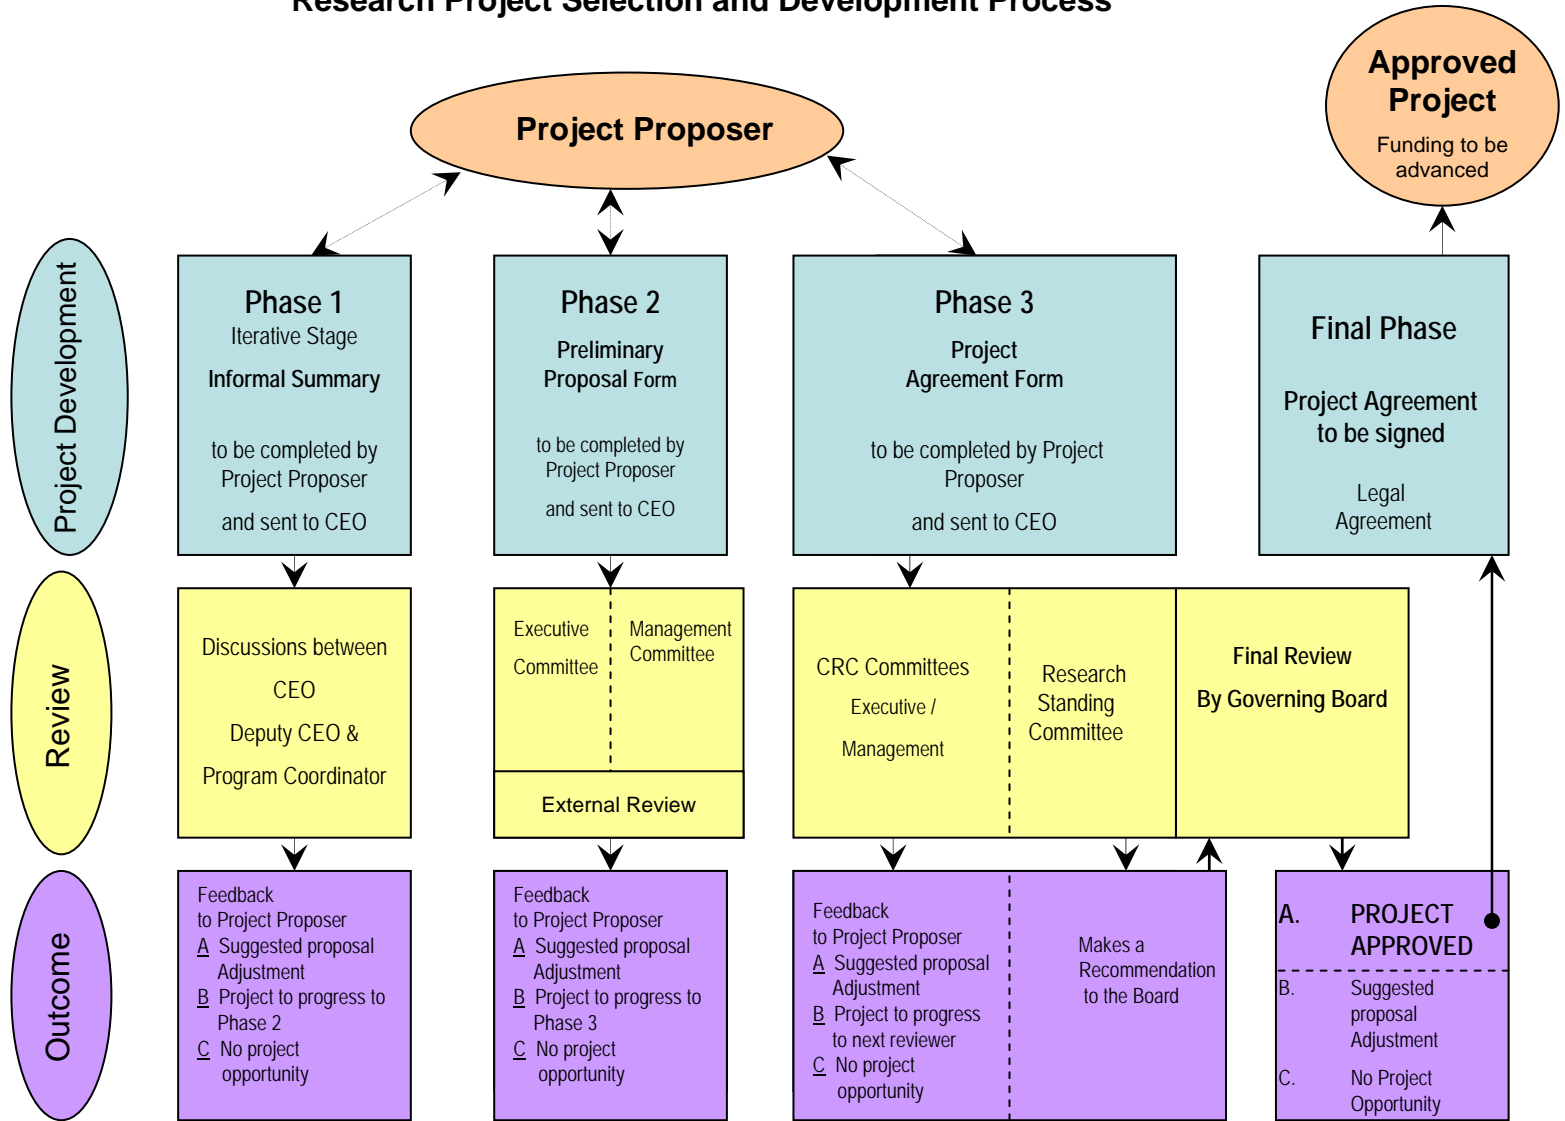 Research Project Selection and Development Process
Project Proposer
Approved
Project
Funding to be
advanced
Project Development
Phase 1
Iterative Stage
Informal Summary
to be completed by
Project Proposer
and sent to CEO
Phase 2
Preliminary
Proposal Form
to be completed by
Project Proposer
and sent to CEO
Phase 3
Project
Agreement Form
to be completed by Project
Proposer
and sent to CEO
Final Phase
Project Agreement
to be signed
Legal
Agreement
Review
Discussions between
CEO
Deputy CEO &
Program Coordinator
Executive
Committee
Management
Committee
External Review
CRC Committees
Executive /
Management
Research
Standing
Committee
Final Review
By Governing Board
Outcome
Feedback
to Project Proposer
A Suggested proposal
Adjustment
B Project to progress to
Phase 2
C No project
opportunity
Feedback
to Project Proposer
A Suggested proposal
Adjustment
B Project to progress to
Phase 3
C No project
opportunity
Feedback
to Project Proposer
A Suggested proposal
Adjustment
B Project to progress
to next reviewer
C No project
opportunity
Makes a
Recommendation
to the Board
A. PROJECT
APPROVED
B. Suggested
proposal
Adjustment
C. No Project
Opportunity